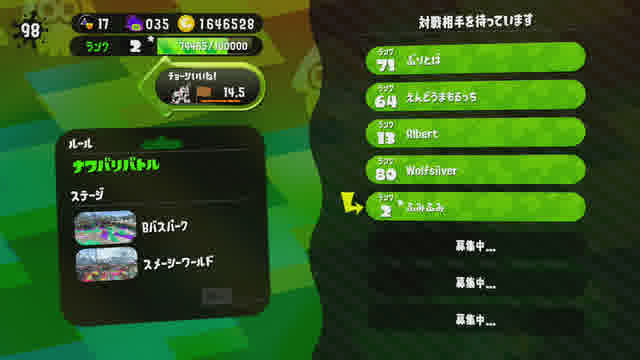 98
17
035
1646528
ランク 2 74465/100000
チョーシいいね!
14.5
ルール
ナワバリバトル
ステージ
Bバスパーク
スメーシーワールド
対戦相手を待っています
ランク 71 ぷりとぱ
ランク 64 えんどうまもるっち
ランク 13 Albert
ランク 80 Wolfsilver
ランク 2 ふみふみ
募集中...
募集中...
募集中...